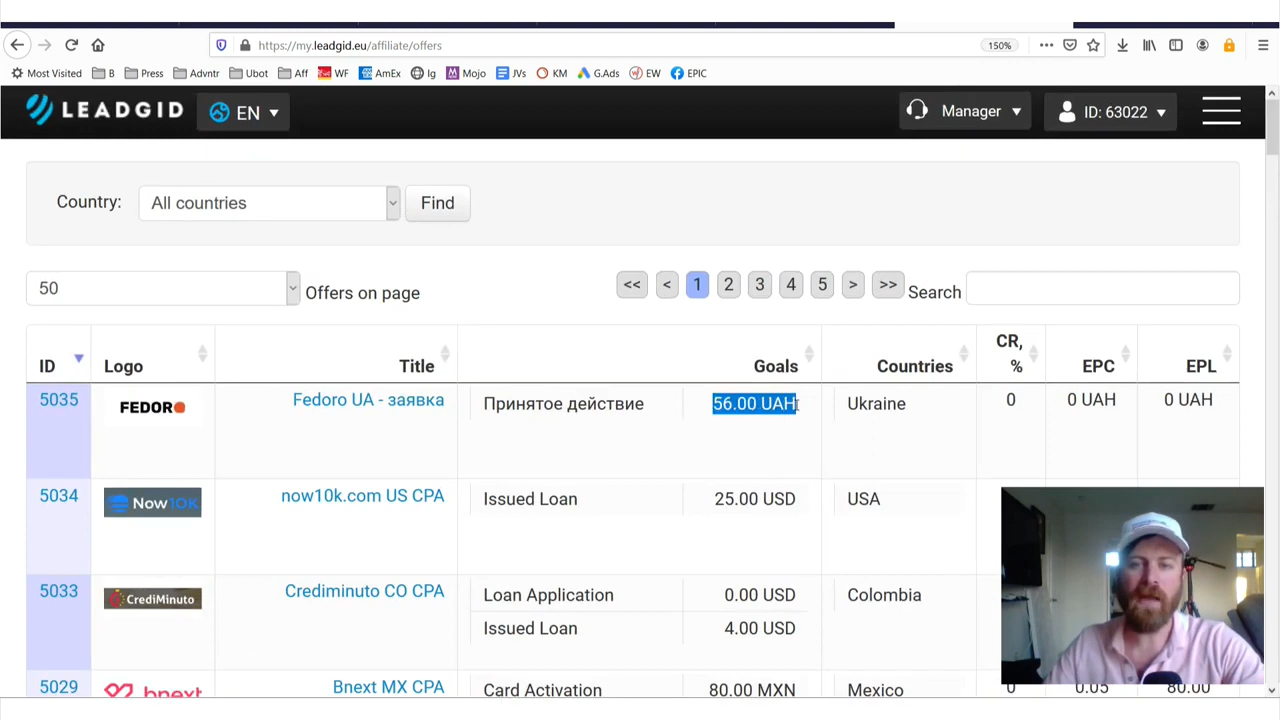 https://my.leadgid.eu/affiliate/offers
150%
Most Visited B Press Advntr Ubot Aff WF AmEx Ig Mojo JVs KM G.Ads EW EPIC
LEADGID EN Manager ID: 63022
Country: All countries Find
50 Offers on page << < 1 2 3 4 5 > >> Search
ID Logo Title Goals Countries CR, % EPC EPL
5035 FEDORO Fedoro UA - заявка Принятое действие 56.00 UAH Ukraine 0 0 UAH 0 UAH
5034 Now10K now10k.com US CPA Issued Loan 25.00 USD USA
5033 CrediMinuto Crediminuto CO CPA Loan Application 0.00 USD Colombia
Issued Loan 4.00 USD
5029 bnext Bnext MX CPA Card Activation 80.00 MXN Mexico 0 0.05 80.00